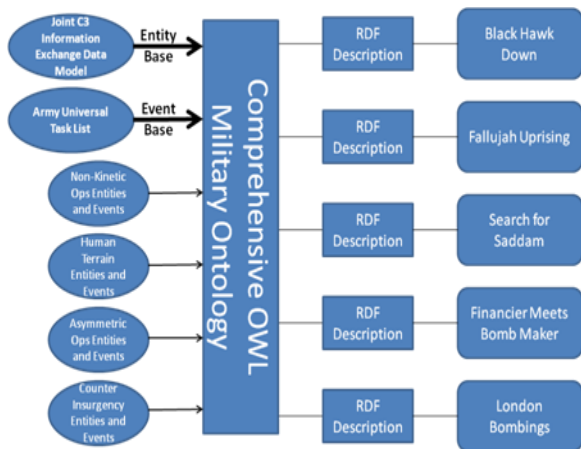 Joint C3
Information
Exchange Data
Model
Entity
Base
Army Universal
Task List
Event
Base
Non-Kinetic
Ops Entities
and Events
Human
Terrain
Entities and
Events
Asymmetric
Ops Entities
and Events
Counter
Insurgency
Entities and
Events
Comprehensive OWL
Military Ontology
RDF
Description
Black Hawk
Down
RDF
Description
Fallujah Uprising
RDF
Description
Search for
Saddam
RDF
Description
Financier Meets
Bomb Maker
RDF
Description
London
Bombings